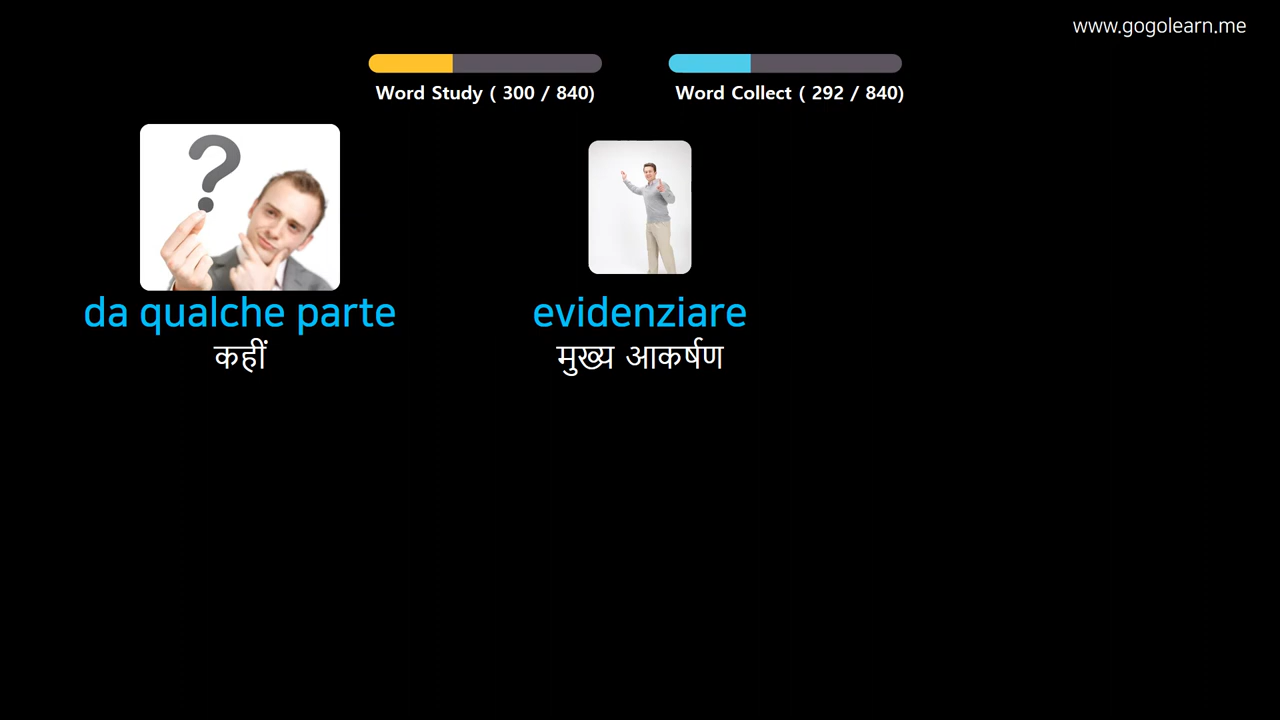 www.gogolearn.me
Word Study ( 300 / 840)
Word Collect ( 292 / 840)
da qualche parte
कहीं
evidenziare
मुख्य आकर्षण